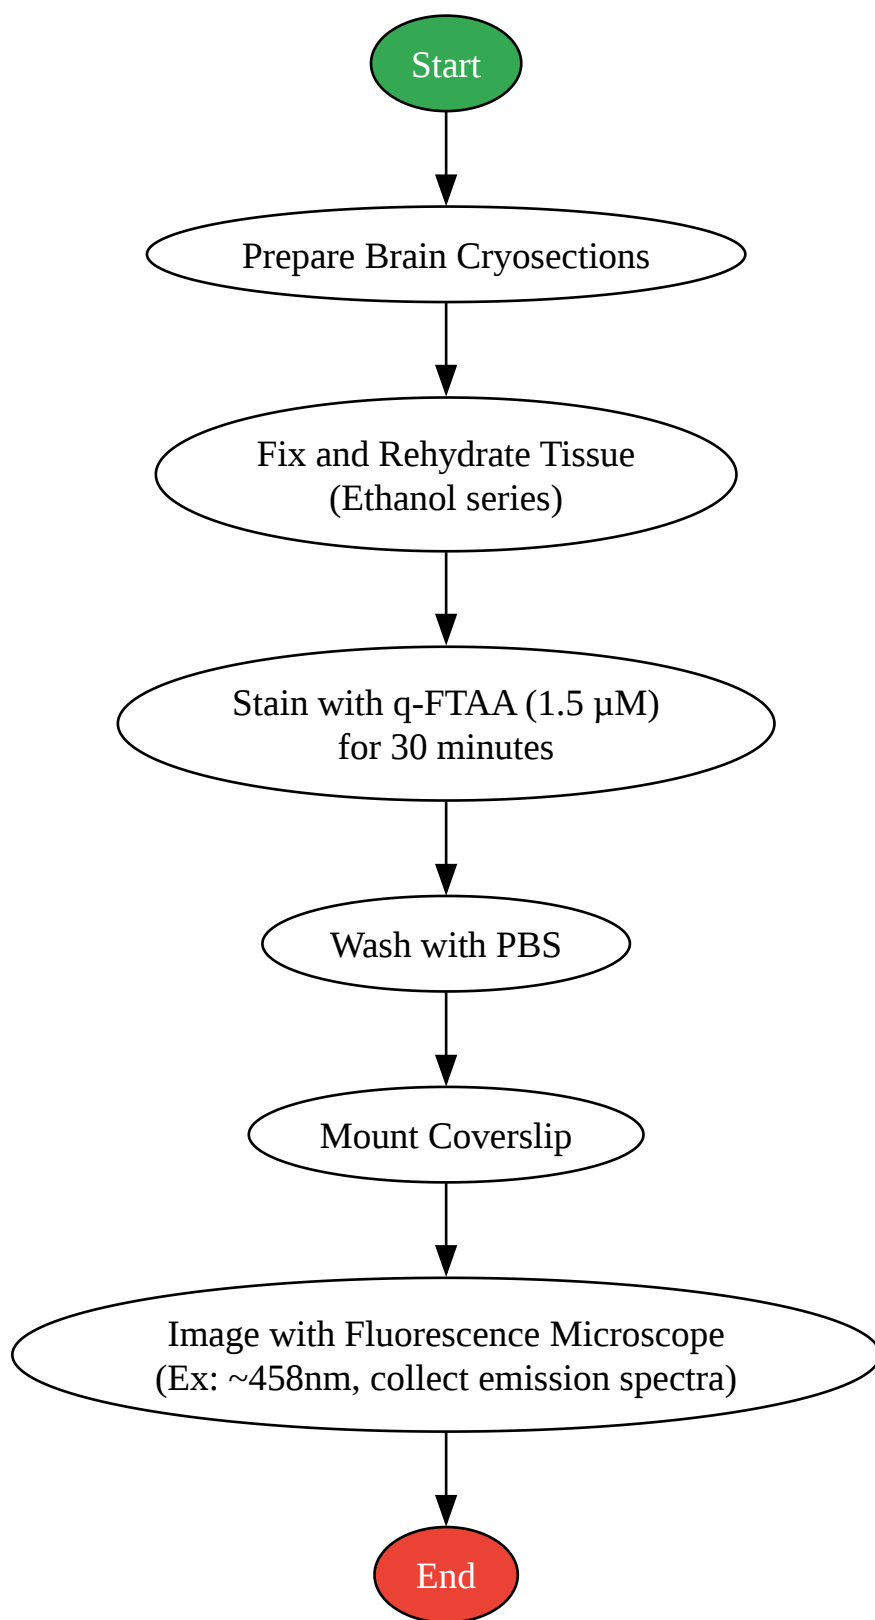 Start
Prepare Brain Cryosections
Fix and Rehydrate Tissue
(Ethanol series)
Stain with q-FTAA (1.5 µM)
for 30 minutes
Wash with PBS
Mount Coverslip
Image with Fluorescence Microscope
(Ex: ~458nm, collect emission spectra)
End